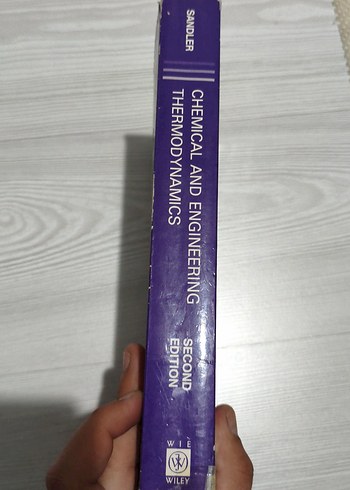 SANDLER
CHEMICAL AND ENGINEERING
THERMODYNAMICS
SECOND
EDITION
WIE
WILEY